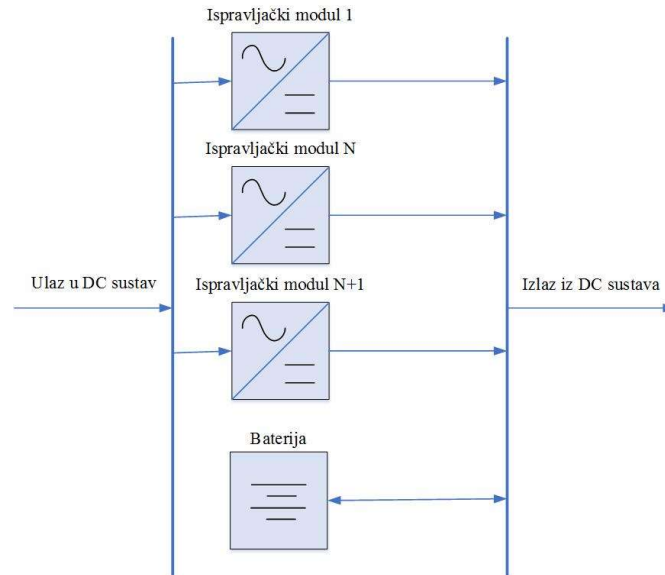 Ispravljački modul 1
Ispravljački modul N
Ulaz u DC sustav
Ispravljački modul N+1
Izlaz iz DC sustava
Baterija